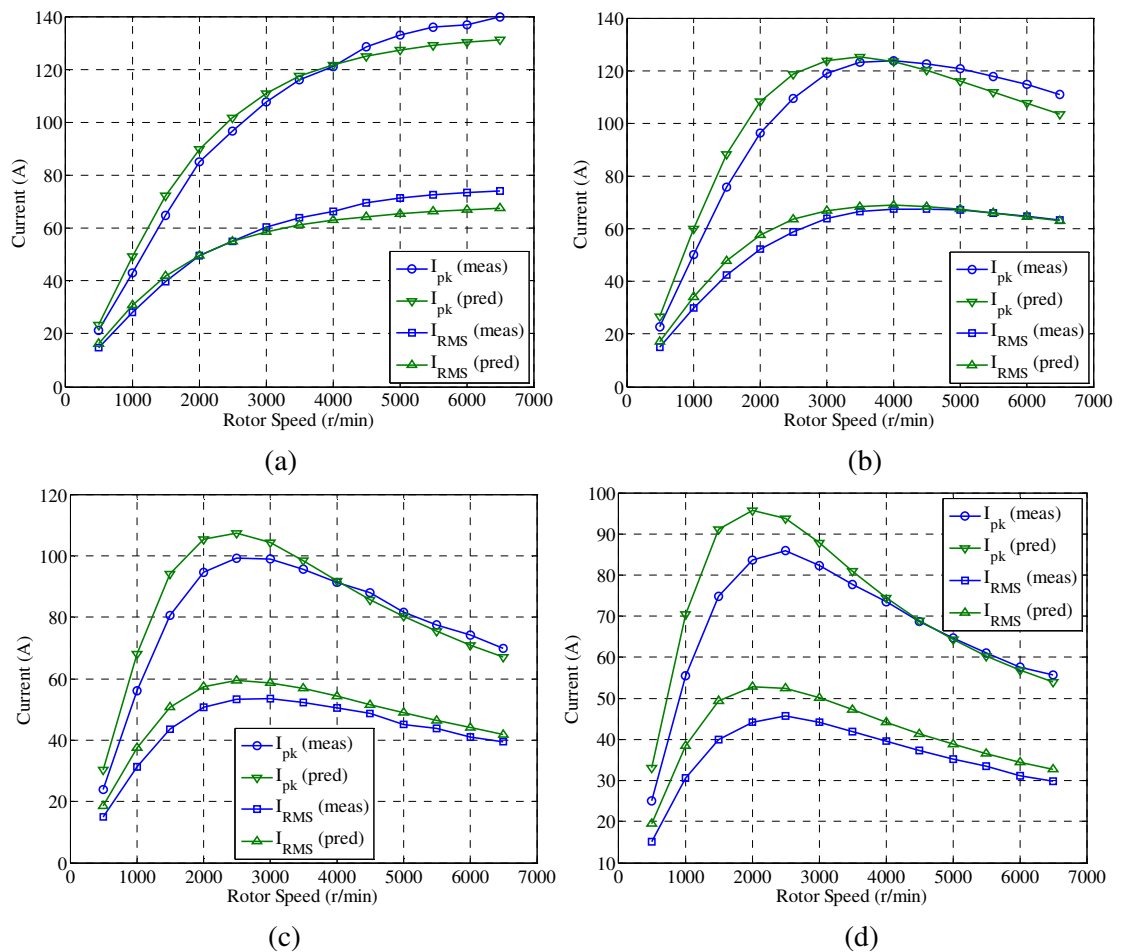 140
120
100
80
60
40
20
0
Current (A)
0 1000 2000 3000 4000 5000 6000 7000
Rotor Speed (r/min)
I_pk (meas)
I_pk (pred)
I_RMS (meas)
I_RMS (pred)
(a)
140
120
100
80
60
40
20
0
Current (A)
0 1000 2000 3000 4000 5000 6000 7000
Rotor Speed (r/min)
I_pk (meas)
I_pk (pred)
I_RMS (meas)
I_RMS (pred)
(b)
120
100
80
60
40
20
0
Current (A)
0 1000 2000 3000 4000 5000 6000 7000
Rotor Speed (r/min)
I_pk (meas)
I_pk (pred)
I_RMS (meas)
I_RMS (pred)
(c)
100
90
80
70
60
50
40
30
20
10
Current (A)
0 1000 2000 3000 4000 5000 6000 7000
Rotor Speed (r/min)
I_pk (meas)
I_pk (pred)
I_RMS (meas)
I_RMS (pred)
(d)